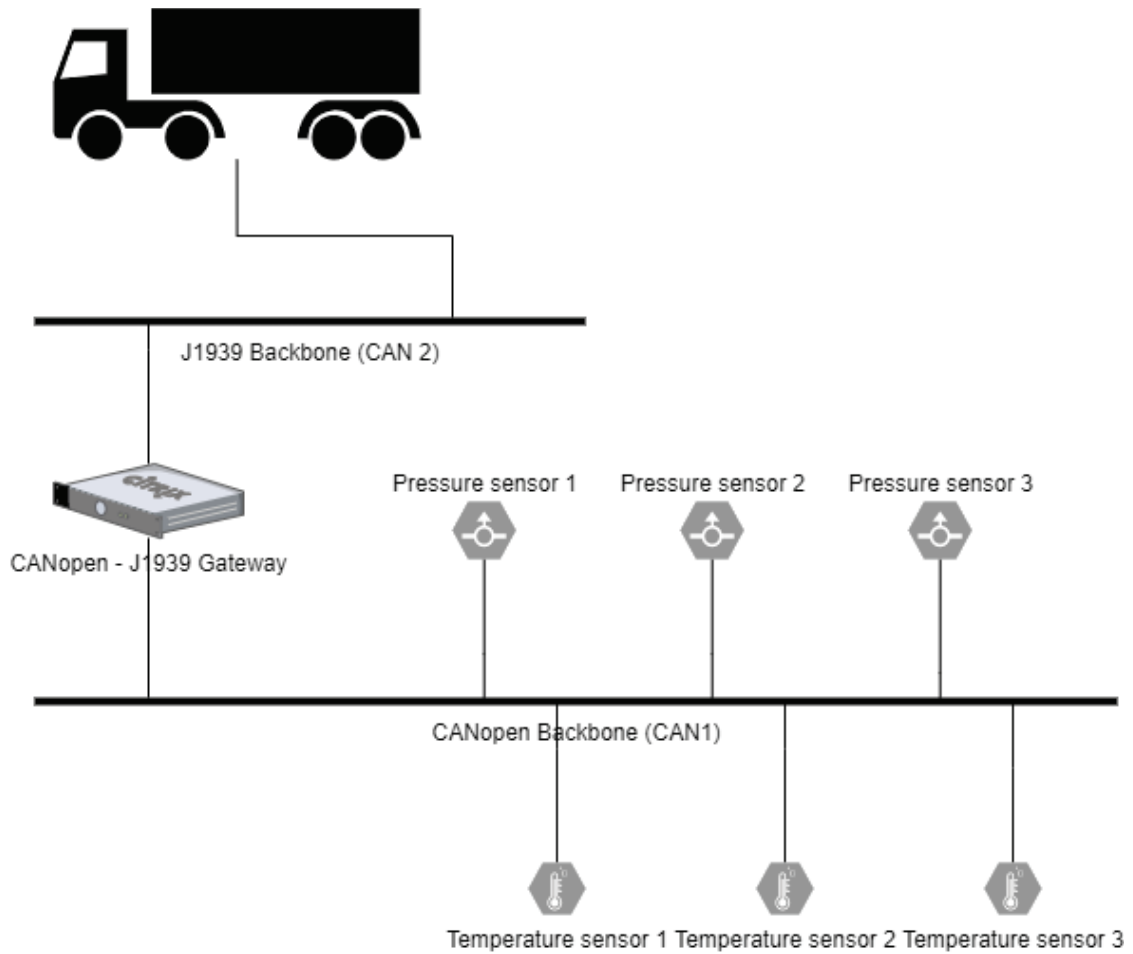 J1939 Backbone (CAN 2)
CITRIX
Pressure sensor 1
Pressure sensor 2
Pressure sensor 3
CANopen - J1939 Gateway
CANopen Backbone (CAN1)
Temperature sensor 1
Temperature sensor 2
Temperature sensor 3